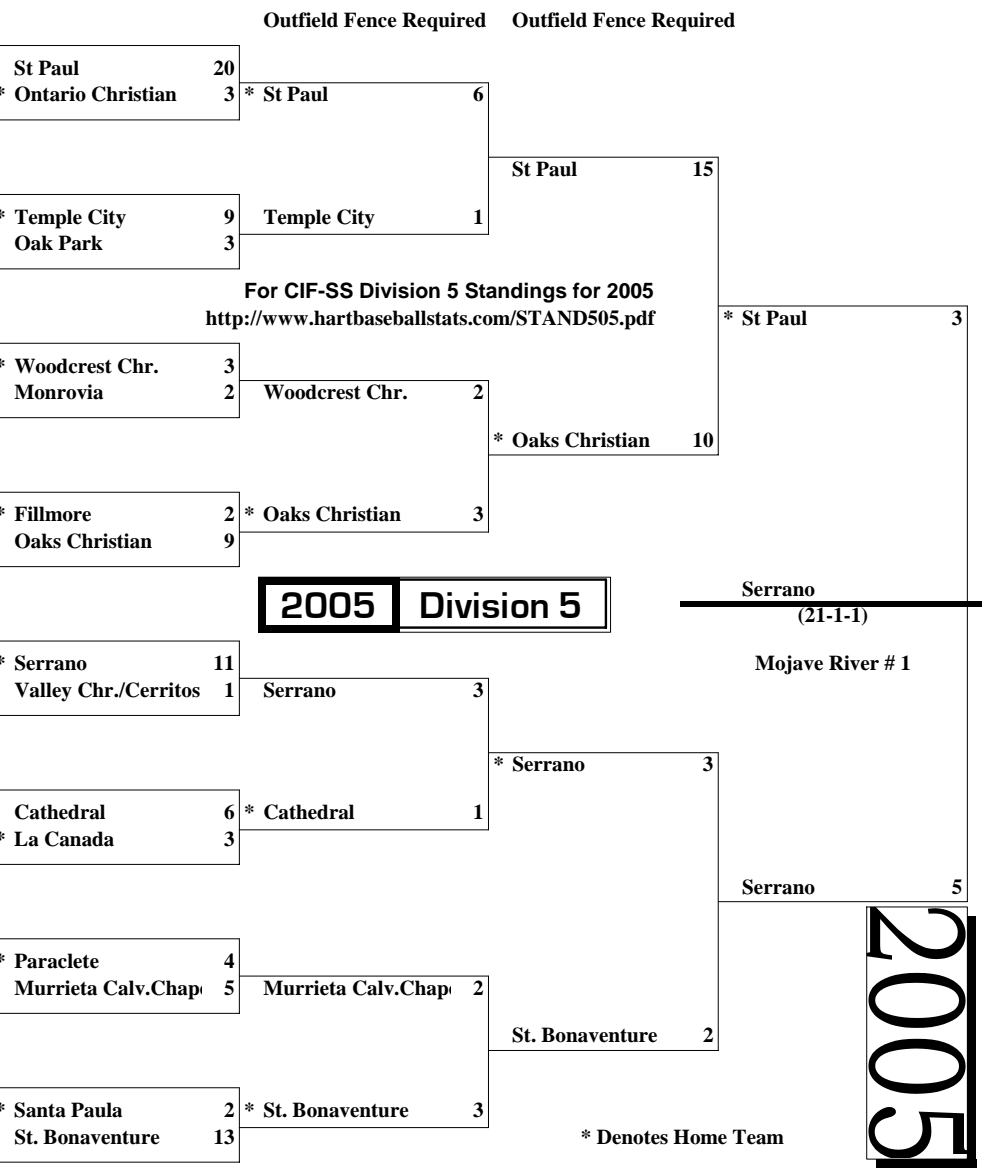 Outfield Fence Required Outfield Fence Required
St Paul 20
* Ontario Christian 3 * St Paul 6
St Paul 15
* Temple City 9 Temple City 1
Oak Park 3
For CIF-SS Division 5 Standings for 2005
http://www.hartbaseballstats.com/STAND505.pdf * St Paul 3
* Woodcrest Chr. 3
Monrovia 2 Woodcrest Chr. 2
* Oaks Christian 10
* Fillmore 2 * Oaks Christian 3
Oaks Christian 9
2005 Division 5 Serrano
(21-1-1)
* Serrano 11 Mojave River # 1
Valley Chr./Cerritos 1 Serrano 3
* Serrano 3
Cathedral 6 * Cathedral 1
* La Canada 3
Serrano 5
2005
* Paraclete 4
Murrieta Calv.Chap 5 Murrieta Calv.Chap 2
St. Bonaventure 2
* Santa Paula 2 * St. Bonaventure 3
St. Bonaventure 13 * Denotes Home Team